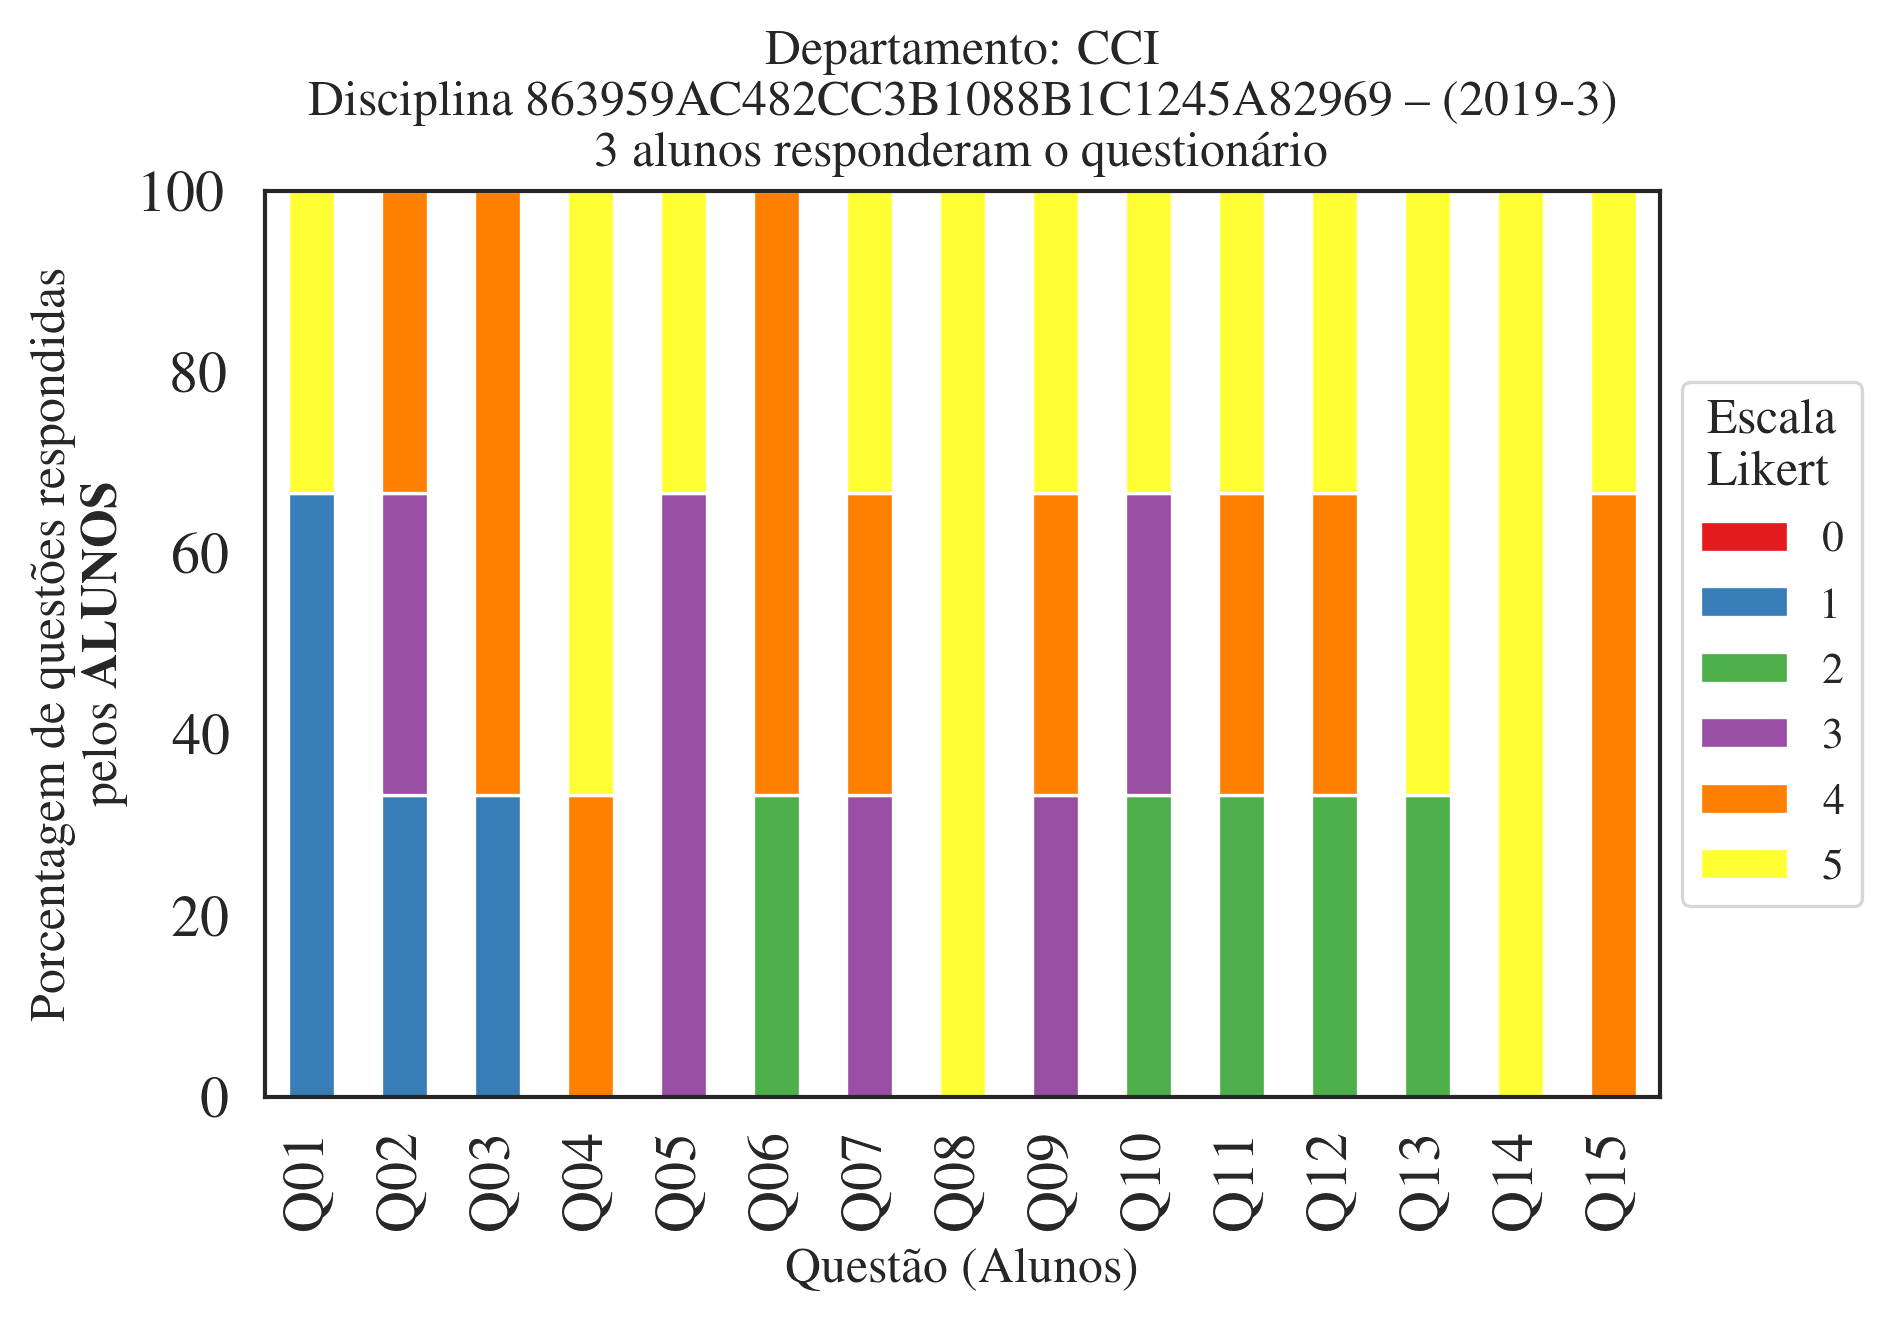 Departamento: CCI
Disciplina 863959AC482CC3B1088B1C1245A82969 – (2019-3)
3 alunos responderam o questionário
Porcentagem de questões respondidas
pelos ALUNOS
100
80
60
40
20
0
Q01
Q02
Q03
Q04
Q05
Q06
Q07
Q08
Q09
Q10
Q11
Q12
Q13
Q14
Q15
Questão (Alunos)
Escala
Likert
0
1
2
3
4
5